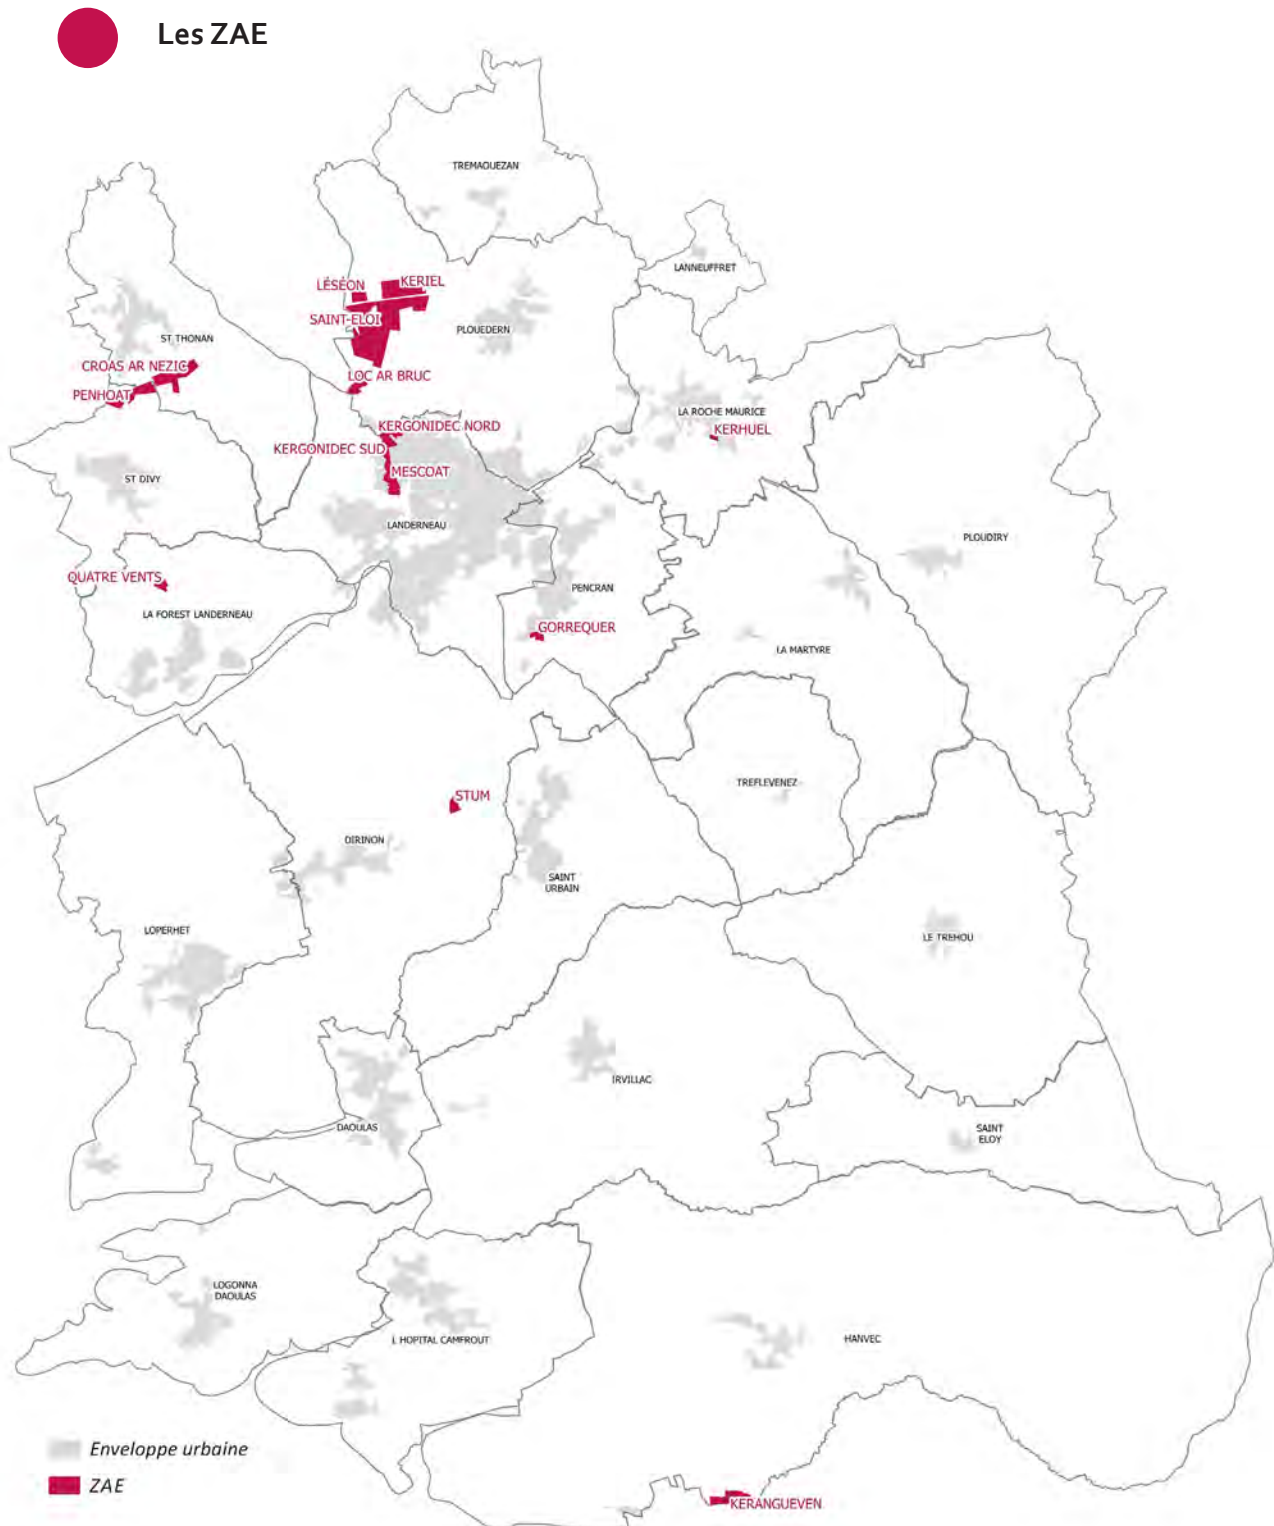 Les ZAE
TREMAOUEZAN
LANNEUFFRET
LÉSÉON
KERIEL
SAINT-ELOI
PLOUEDERN
ST THONAN
CROAS AR NEZIC
LOC AR BRUC
PENHOAT
LA ROCHE MAURICE
KERHUEL
KERGONIDEC NORD
KERGONIDEC SUD
MESCOAT
ST DIVY
LANDERNEAU
PLOUDIRY
QUATRE VENTS
PENCRAN
LA FOREST LANDERNEAU
GORREQUER
LA MARTYRE
TREFLEVENEZ
STUM
DIRINON
SAINT
URBAIN
LOPERHET
LE TREHOU
IRVILLAC
DAOULAS
SAINT
ELOY
LOGONNA
DAOULAS
L HOPITAL CAMFROUT
HANVEC
Enveloppe urbaine
ZAE
KERANGUEVEN